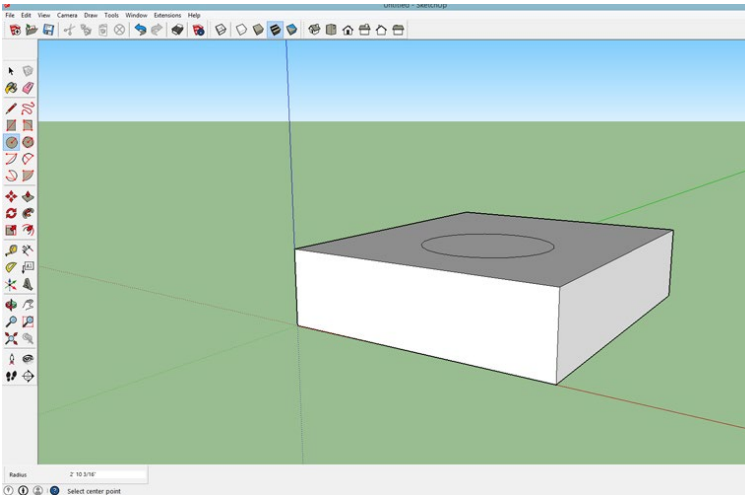 Untitled - SketchUp
File Edit View Camera Draw Tools Window Extensions Help
Radius 2' 10 3/16"
Select center point